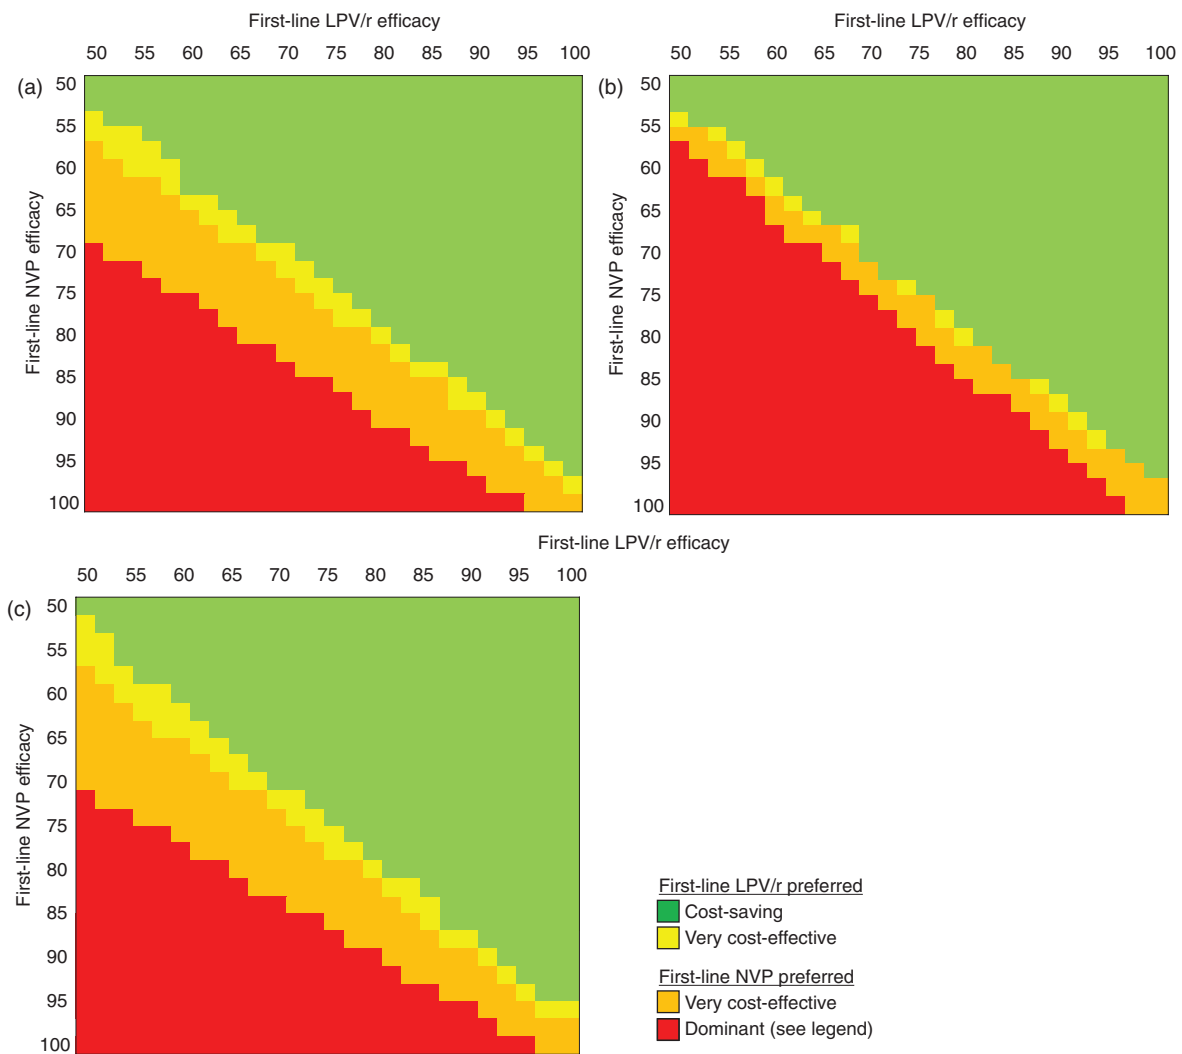 First-line LPV/r efficacy
50 55 60 65 70 75 80 85 90 95 100
(a)
First-line NVP efficacy
50
55
60
65
70
75
80
85
90
95
100
First-line LPV/r efficacy
50 55 60 65 70 75 80 85 90 95 100
(b)
First-line NVP efficacy
50
55
60
65
70
75
80
85
90
95
100
First-line LPV/r efficacy
50 55 60 65 70 75 80 85 90 95 100
(c)
First-line NVP efficacy
50
55
60
65
70
75
80
85
90
95
100
First-line LPV/r preferred
Cost-saving
Very cost-effective
First-line NVP preferred
Very cost-effective
Dominant (see legend)